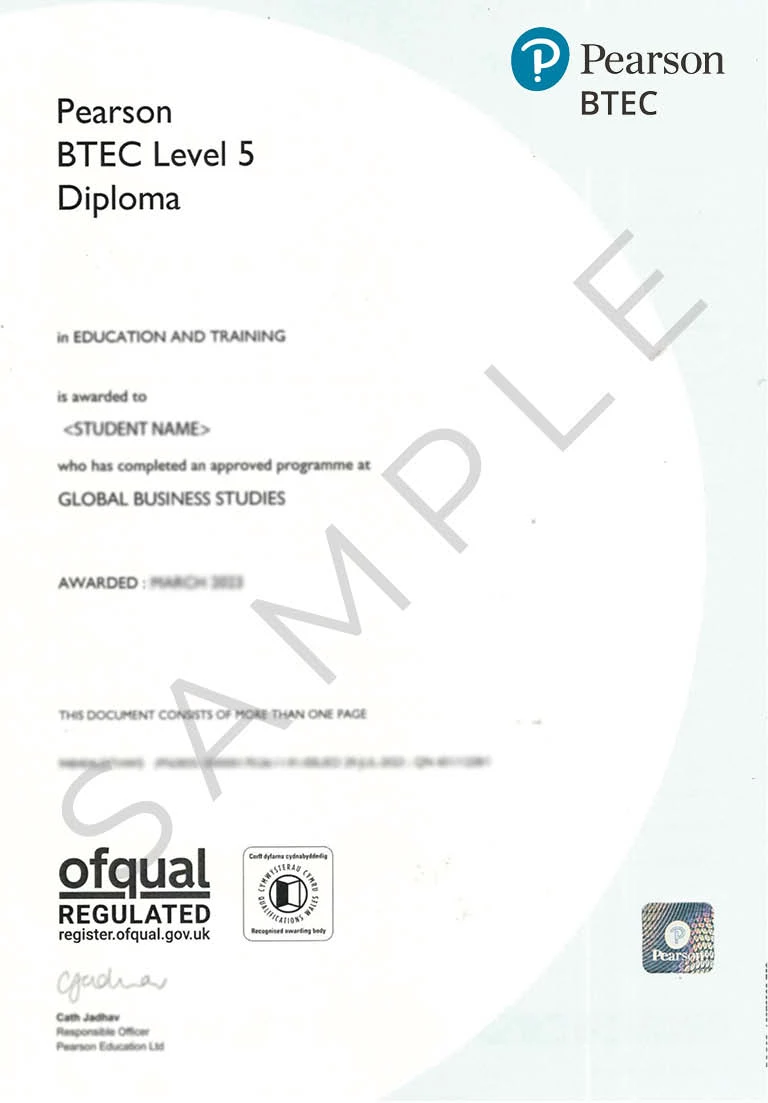 Pearson
BTEC
Pearson
BTEC Level 5
Diploma
in EDUCATION AND TRAINING
is awarded to
<STUDENT NAME>
who has completed an approved programme at
GLOBAL BUSINESS STUDIES
AWARDED : MARCH 2023
THIS DOCUMENT CONSISTS OF MORE THAN ONE PAGE
SAMPLE
ofqual
REGULATED
register.ofqual.gov.uk
Corff dyfarnu cydnabyddedig
CYMWYSTERAU CYMRU
QUALIFICATIONS WALES
Recognised awarding body
Pearson
Cath Jadhav
Responsible Officer
Pearson Education Ltd